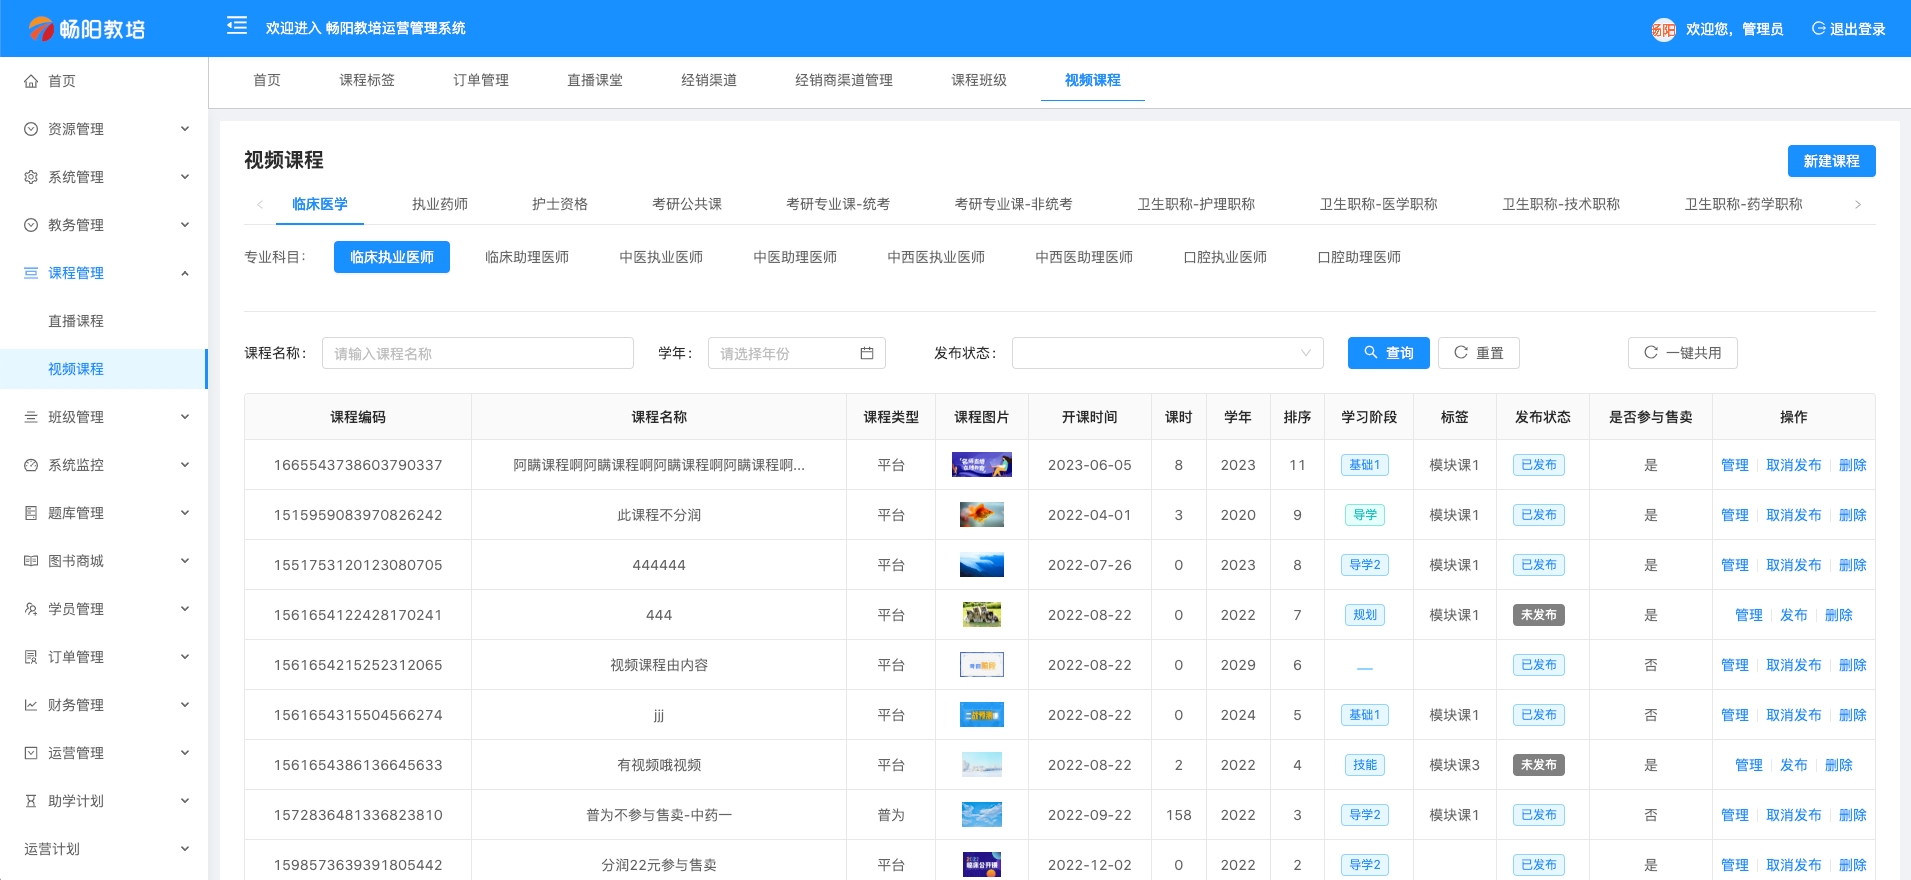 畅阳教培
欢迎进入 畅阳教培运营管理系统
畅阳 欢迎您，管理员 退出登录
首页
资源管理
系统管理
教务管理
课程管理
直播课程
视频课程
班级管理
系统监控
题库管理
图书商城
学员管理
订单管理
财务管理
运营管理
助学计划
运营计划
首页 课程标签 订单管理 直播课堂 经销渠道 经销商渠道管理 课程班级 视频课程
视频课程
新建课程
临床医学 执业药师 护士资格 考研公共课 考研专业课-统考 考研专业课-非统考 卫生职称-护理职称 卫生职称-医学职称 卫生职称-技术职称 卫生职称-药学职称
专业科目： 临床执业医师 临床助理医师 中医执业医师 中医助理医师 中西医执业医师 中西医助理医师 口腔执业医师 口腔助理医师
课程名称： 请输入课程名称 学年： 请选择年份 发布状态： 查询 重置 一键共用
课程编码 课程名称 课程类型 课程图片 开课时间 课时 学年 排序 学习阶段 标签 发布状态 是否参与售卖 操作
1665543738603790337 阿瞒课程啊阿瞒课程啊阿瞒课程啊阿瞒课程啊... 平台 2023-06-05 8 2023 11 基础1 模块课1 已发布 是 管理 取消发布 删除
1515959083970826242 此课程不分润 平台 2022-04-01 3 2020 9 导学 模块课1 已发布 是 管理 取消发布 删除
1551753120123080705 444444 平台 2022-07-26 0 2023 8 导学2 模块课1 已发布 是 管理 取消发布 删除
1561654122428170241 444 平台 2022-08-22 0 2022 7 规划 模块课1 未发布 是 管理 发布 删除
1561654215252312065 视频课程由内容 平台 2022-08-22 0 2029 6 __ 已发布 否 管理 取消发布 删除
1561654315504566274 jjj 平台 2022-08-22 0 2024 5 基础1 模块课1 已发布 否 管理 取消发布 删除
1561654386136645633 有视频哦视频 平台 2022-08-22 2 2022 4 技能 模块课3 未发布 是 管理 发布 删除
1572836481336823810 普为不参与售卖-中药一 普为 2022-09-22 158 2022 3 导学2 模块课1 已发布 否 管理 取消发布 删除
1598573639391805442 分润22元参与售卖 平台 2022-12-02 0 2022 2 导学2 已发布 是 管理 取消发布 删除